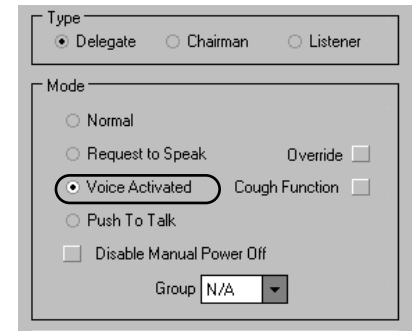 Type
Delegate Chairman Listener
Mode
Normal
Request to Speak Override
Voice Activated Cough Function
Push To Talk
Disable Manual Power Off
Group N/A